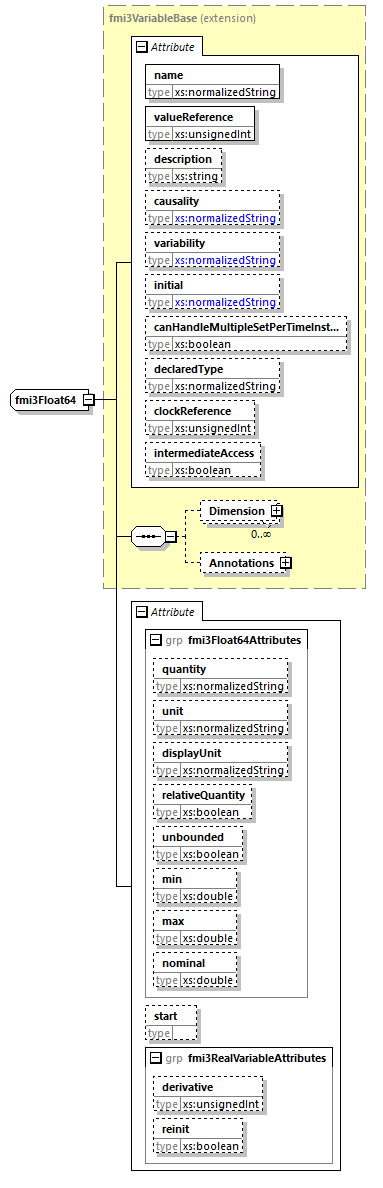 fmi3VariableBase (extension)
Attribute
name
type xs:normalizedString
valueReference
type xs:unsignedInt
description
type xs:string
causality
type xs:normalizedString
variability
type xs:normalizedString
initial
type xs:normalizedString
canHandleMultipleSetPerTimeInst...
type xs:boolean
declaredType
type xs:normalizedString
fmi3Float64
clockReference
type xs:unsignedInt
intermediateAccess
type xs:boolean
Dimension
0..∞
Annotations
Attribute
grp fmi3Float64Attributes
quantity
type xs:normalizedString
unit
type xs:normalizedString
displayUnit
type xs:normalizedString
relativeQuantity
type xs:boolean
unbounded
type xs:boolean
min
type xs:double
max
type xs:double
nominal
type xs:double
start
type
grp fmi3RealVariableAttributes
derivative
type xs:unsignedInt
reinit
type xs:boolean